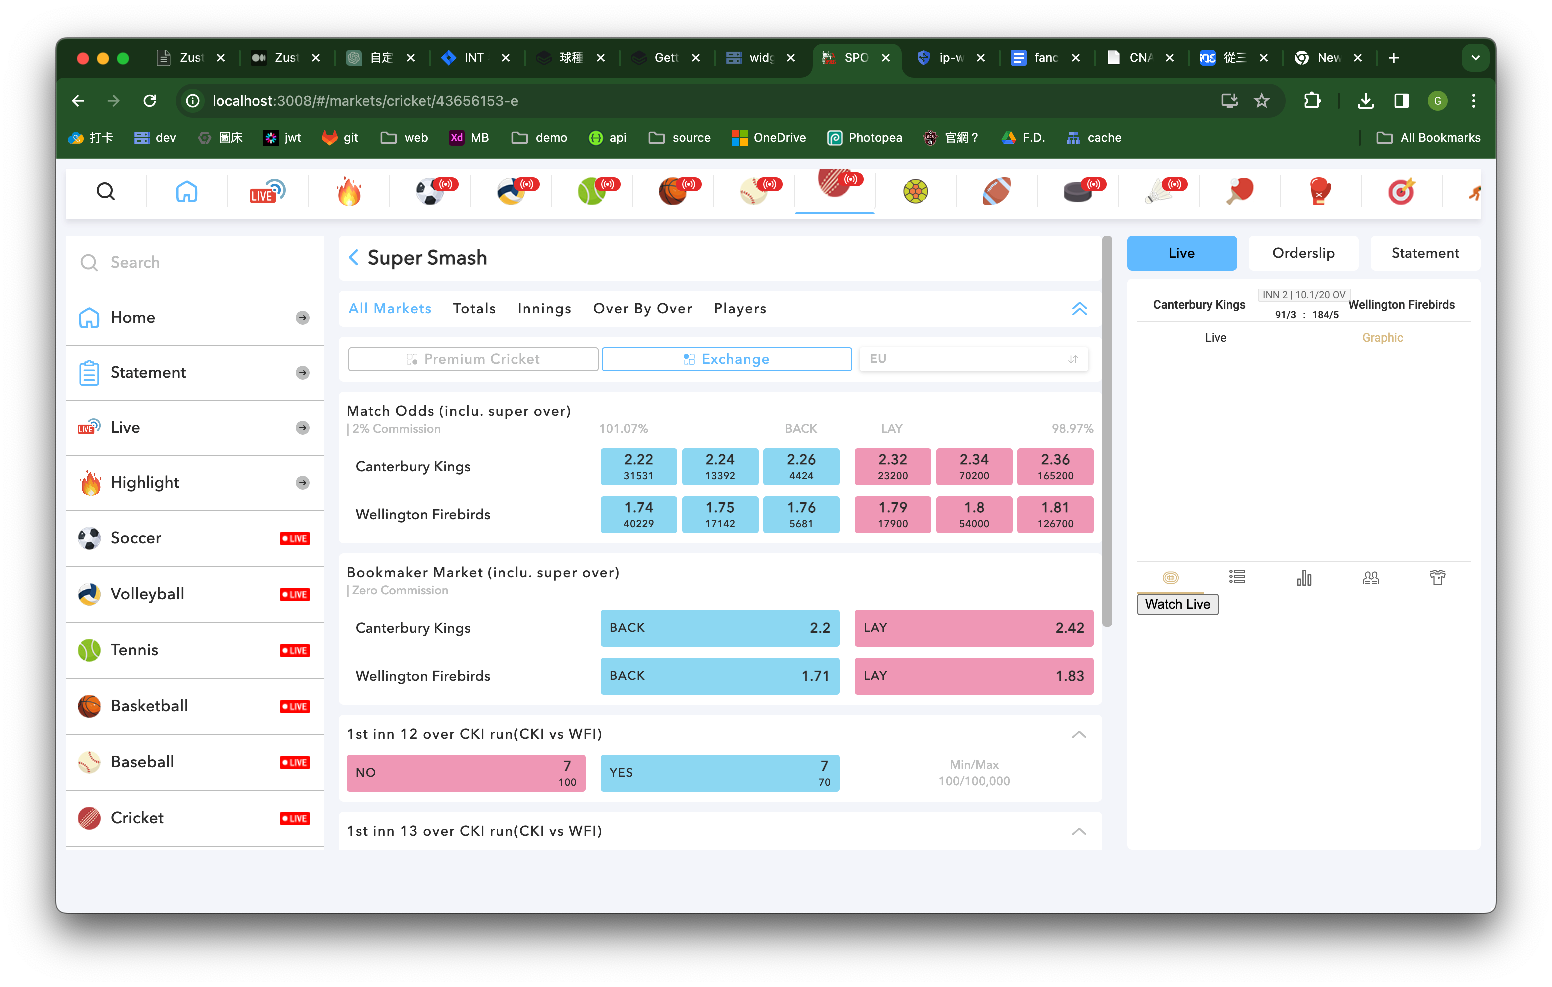 Zust
Zust
自定
INT
球種
Gett
widg
SPO
ip-w
fanc
CNA
從三
New
localhost:3008/#/markets/cricket/43656153-e
G
打卡
dev
圖床
jwt
git
web
Xd MB
demo
api
source
OneDrive
Photopea
官網？
F.D.
cache
All Bookmarks
LIVE
Search
Home
Statement
LIVE Live
Highlight
Soccer LIVE
Volleyball LIVE
Tennis LIVE
Basketball LIVE
Baseball LIVE
Cricket LIVE
Super Smash
All Markets Totals Innings Over By Over Players
Premium Cricket Exchange EU
Match Odds (inclu. super over)
| 2% Commission 101.07% BACK LAY 98.97%
Canterbury Kings 2.22 2.24 2.26 2.32 2.34 2.36
31531 13392 4424 23200 70200 165200
Wellington Firebirds 1.74 1.75 1.76 1.79 1.8 1.81
40229 17142 5681 17900 54000 126700
Bookmaker Market (inclu. super over)
| Zero Commission
Canterbury Kings BACK 2.2 LAY 2.42
Wellington Firebirds BACK 1.71 LAY 1.83
1st inn 12 over CKI run(CKI vs WFI)
NO 7 YES 7 Min/Max
100 70 100/100,000
1st inn 13 over CKI run(CKI vs WFI)
Live Orderslip Statement
INN 2 | 10.1/20 OV
Canterbury Kings 91/3 : 184/5 Wellington Firebirds
Live Graphic
Watch Live